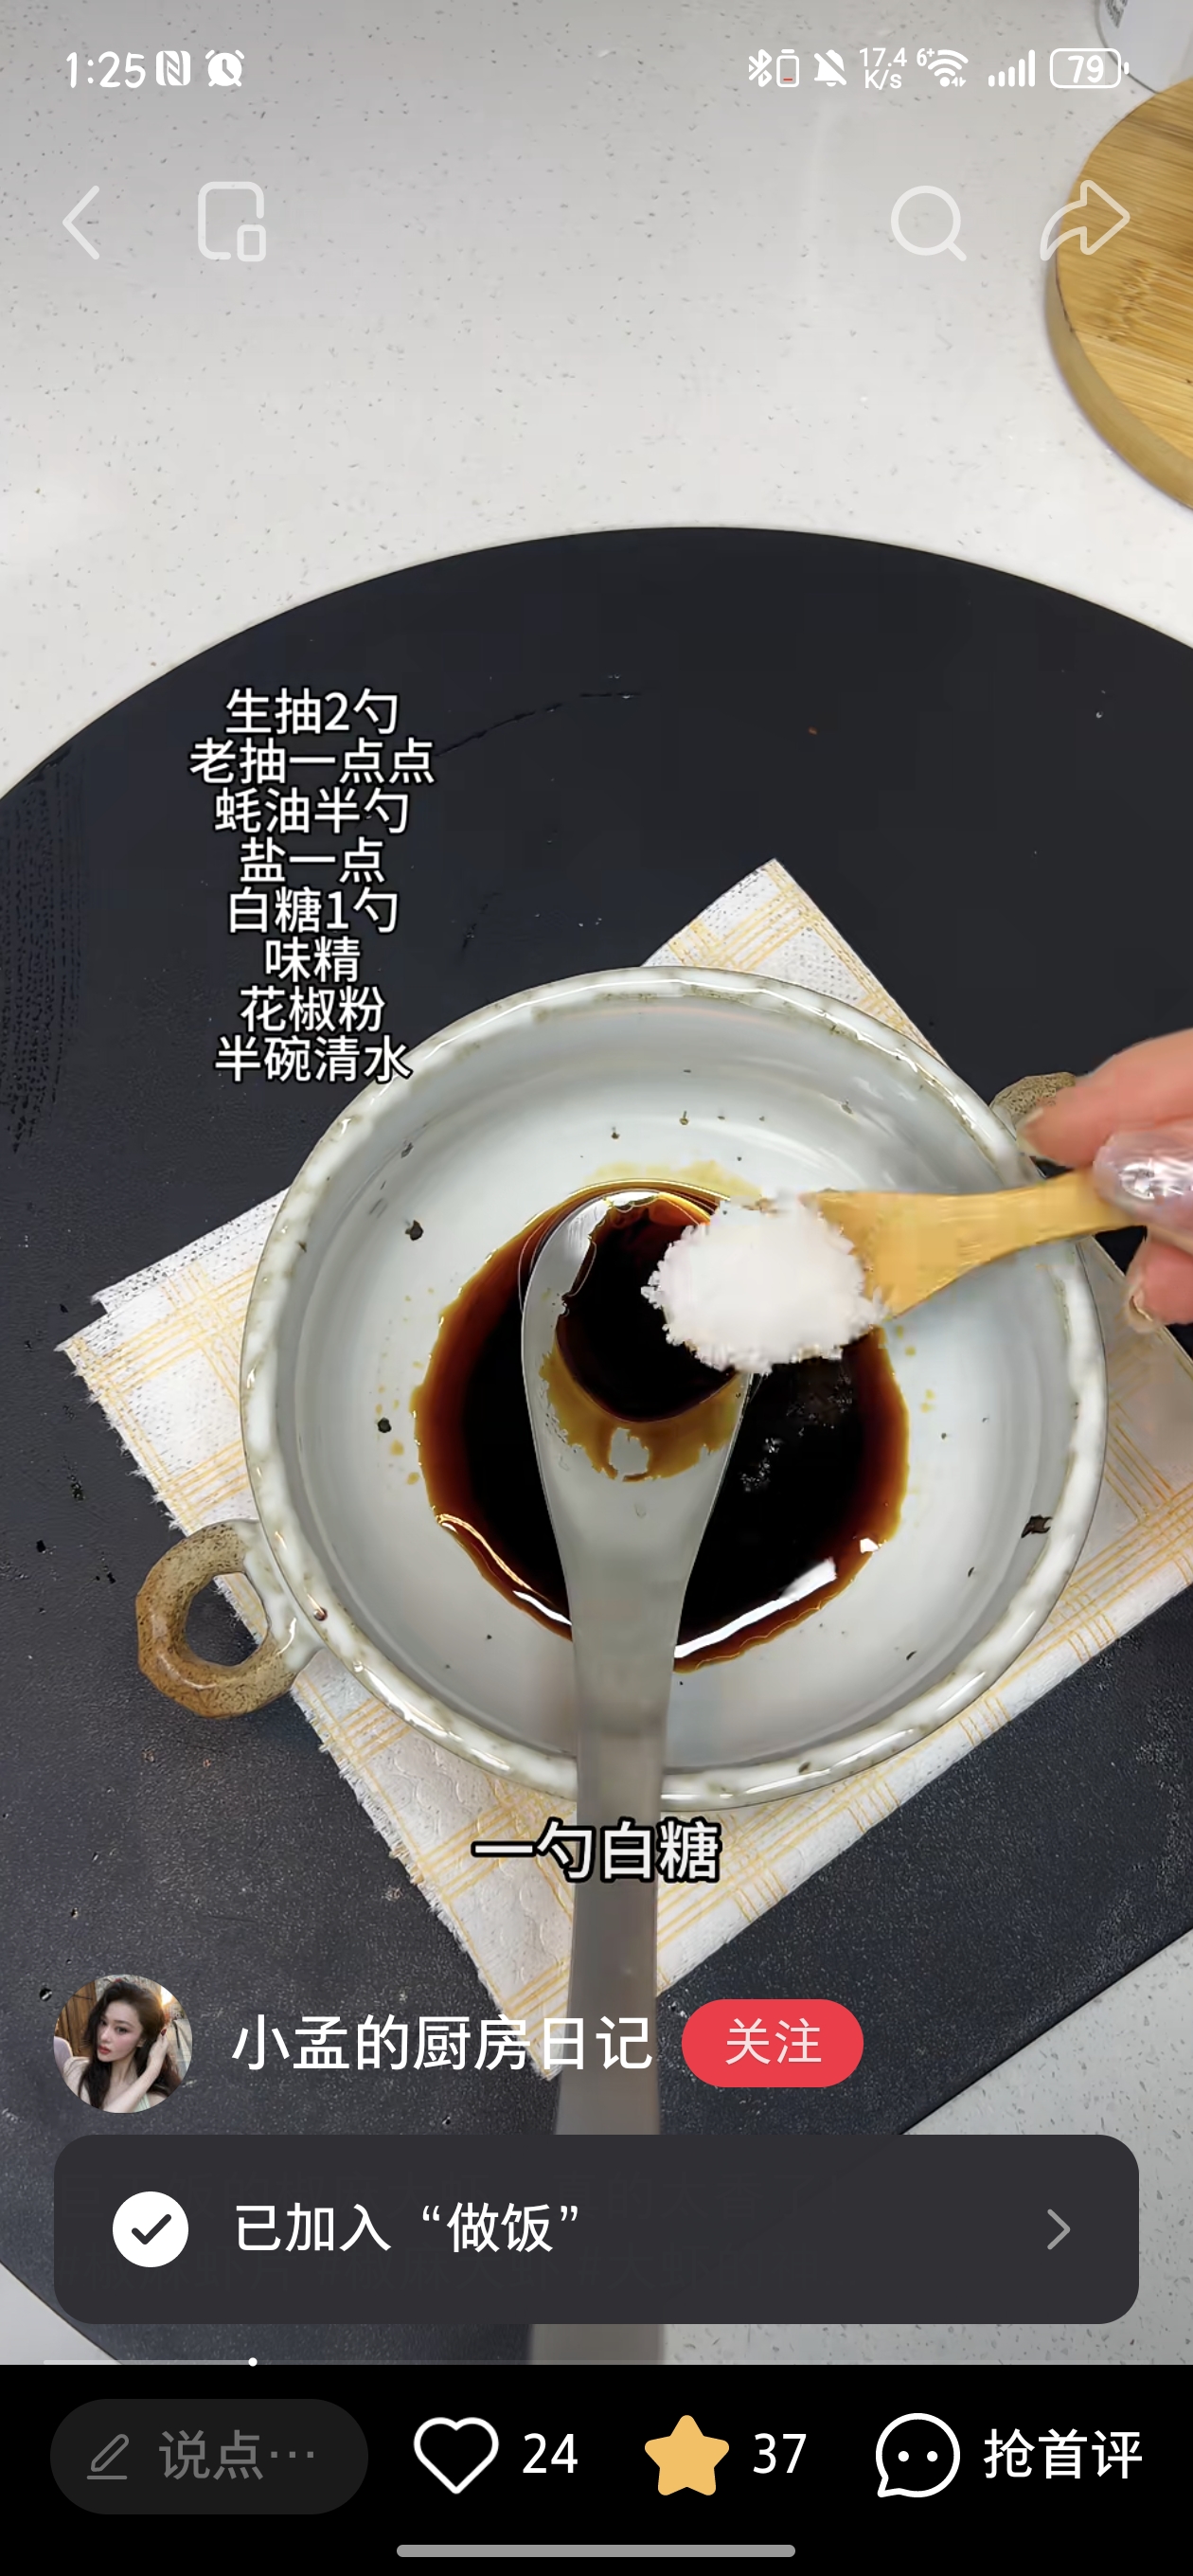 1:25
17.4
K/s
6+
79
生抽2勺
老抽一点点
蚝油半勺
盐一点
白糖1勺
味精
花椒粉
半碗清水
一勺白糖
小孟的厨房日记
关注
已加入“做饭”
说点…
24
37
抢首评